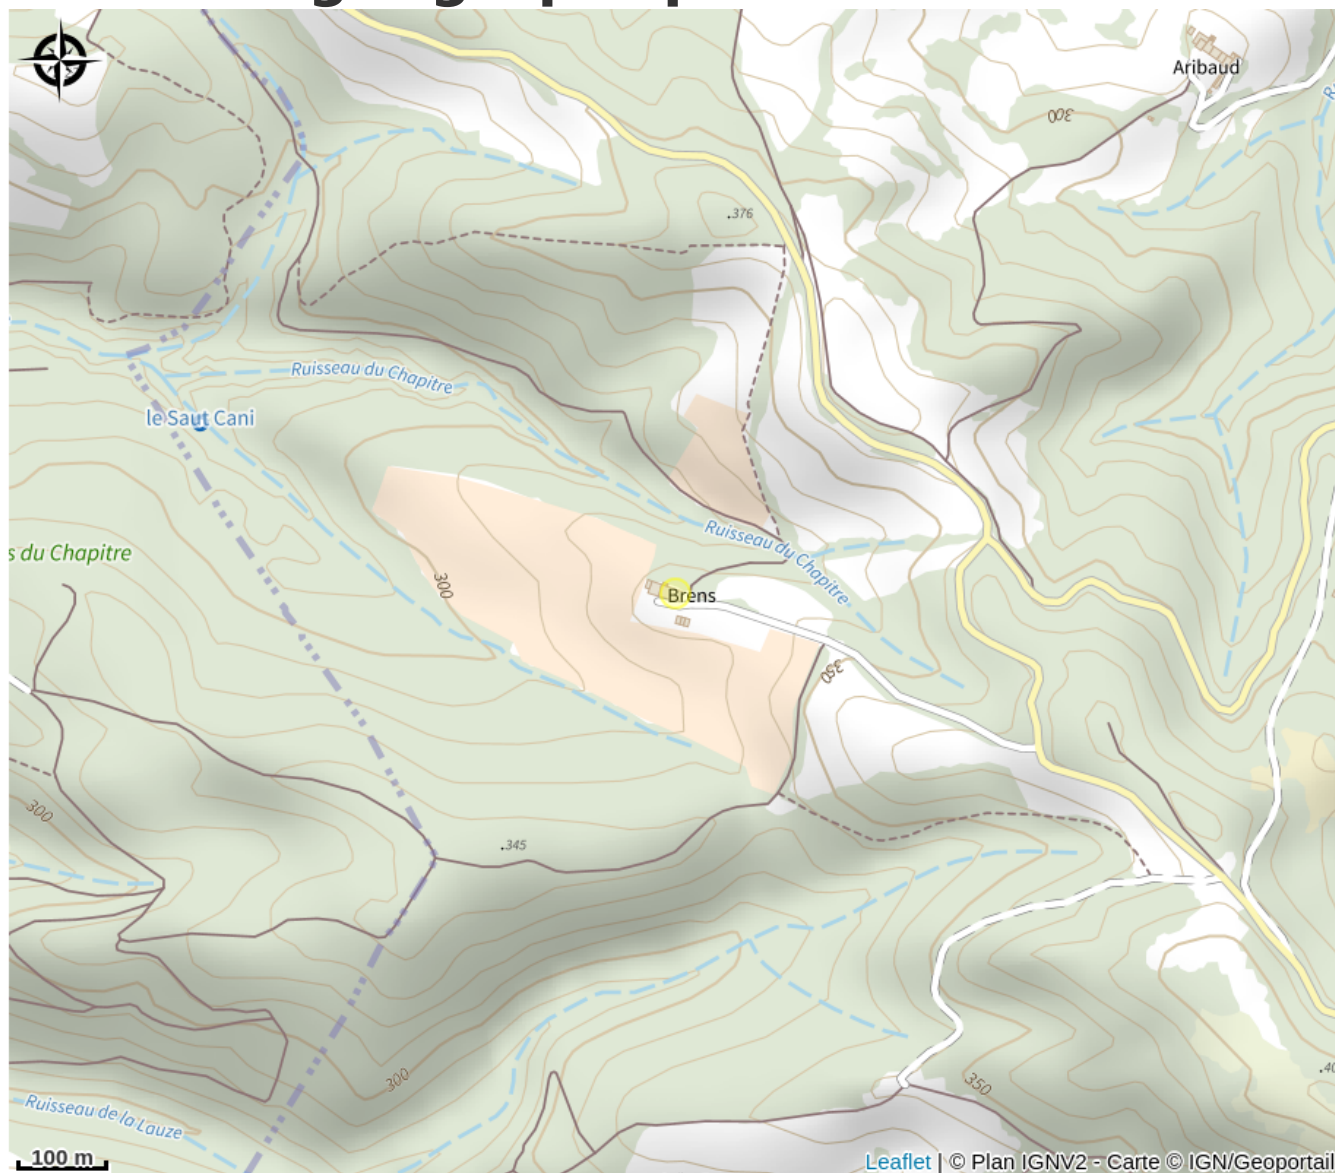 Aribaud
300
.376
Ruisseau du Chapitre
le Saut Cani
s du Chapitre
300
Ruisseau du Chapitre
Brens
350
300
.345
300
350
.40
Ruisseau de la Lauze
100 m
Leaflet | © Plan IGNV2 - Carte © IGN/Geoportail